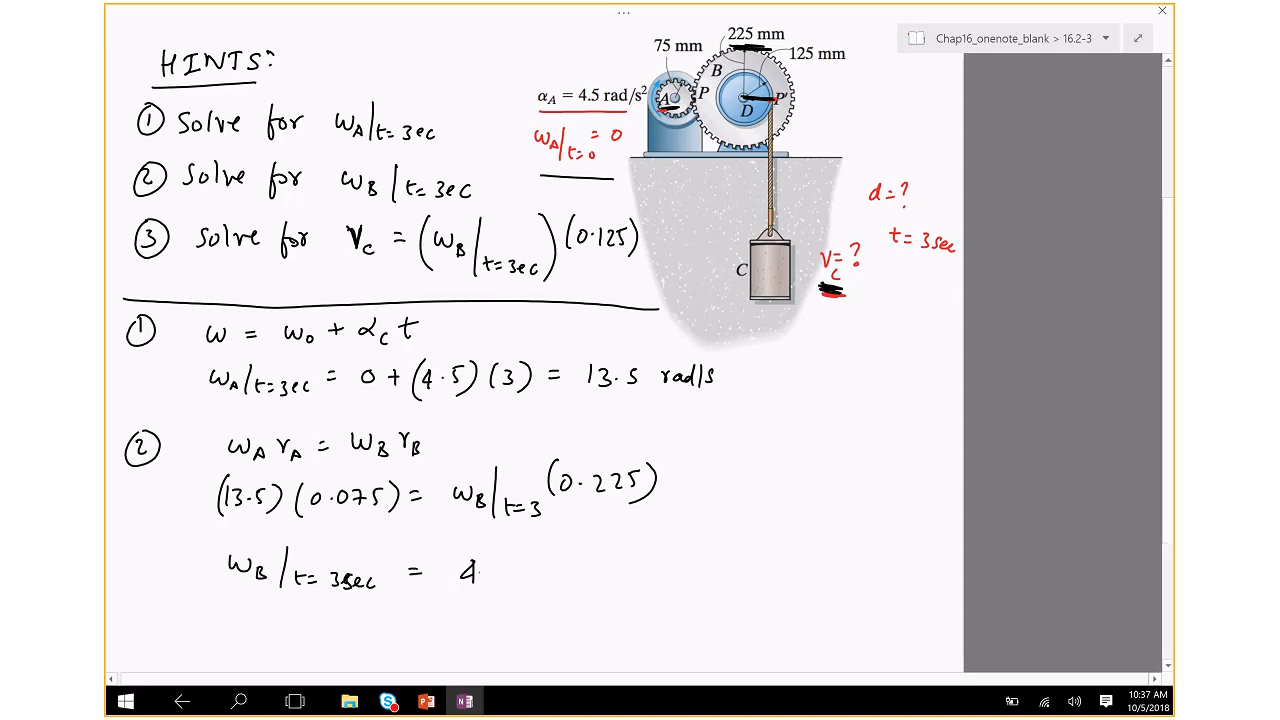 Chap16_onenote_blank > 16.2-3
HINTS:
① Solve for ωA|t=3sec
② Solve for ωB|t=3sec
③ Solve for Vc = (ωB|t=3sec)(0.125)
75 mm
225 mm
125 mm
αA = 4.5 rad/s²
ωA|t=0 = 0
A
B
P
D
P'
C
d=?
t = 3sec
Vc=?
① ω = ω₀ + αc t
ωA|t=3sec = 0 + (4.5)(3) = 13.5 rad/s
② ωA rA = ωB rB
(13.5)(0.075) = ωB|t=3 (0.225)
ωB|t=3sec = 4.
10:37 AM
10/5/2018